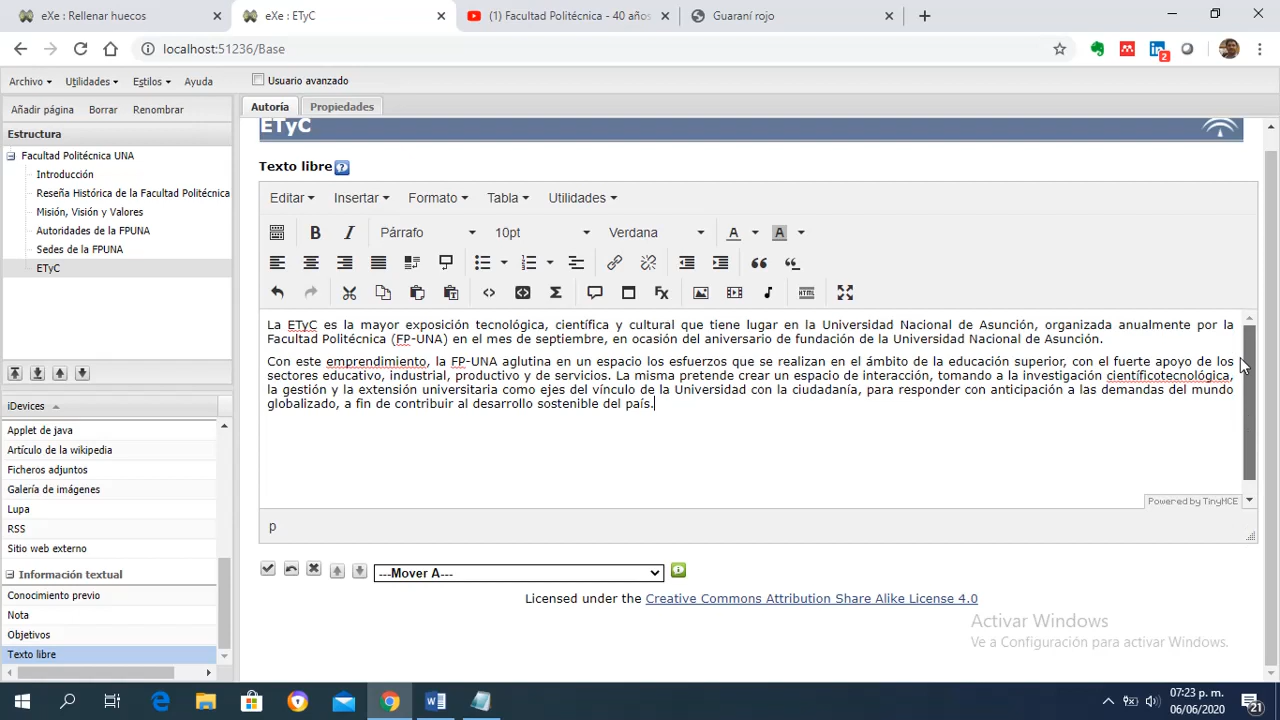 eXe : Rellenar huecos
eXe : ETyC
(1) Facultad Politécnica - 40 años
Guaraní rojo
localhost:51236/Base
2
Archivo Utilidades Estilos Ayuda
Usuario avanzado
Añadir página Borrar Renombrar
Autoría Propiedades
Estructura
Facultad Politécnica UNA
Introducción
Reseña Histórica de la Facultad Politécnica
Misión, Visión y Valores
Autoridades de la FPUNA
Sedes de la FPUNA
ETyC
iDevices
Applet de java
Artículo de la wikipedia
Ficheros adjuntos
Galería de imágenes
Lupa
RSS
Sitio web externo
Información textual
Conocimiento previo
Nota
Objetivos
Texto libre
ETyC
Texto libre
Editar Insertar Formato Tabla Utilidades
B I Párrafo 10pt Verdana A A
La ETyC es la mayor exposición tecnológica, científica y cultural que tiene lugar en la Universidad Nacional de Asunción, organizada anualmente por la
Facultad Politécnica (FP-UNA) en el mes de septiembre, en ocasión del aniversario de fundación de la Universidad Nacional de Asunción.
Con este emprendimiento, la FP-UNA aglutina en un espacio los esfuerzos que se realizan en el ámbito de la educación superior, con el fuerte apoyo de los
sectores educativo, industrial, productivo y de servicios. La misma pretende crear un espacio de interacción, tomando a la investigación científicotecnológica,
la gestión y la extensión universitaria como ejes del vínculo de la Universidad con la ciudadanía, para responder con anticipación a las demandas del mundo
globalizado, a fin de contribuir al desarrollo sostenible del país.
Powered by TinyMCE
p
---Mover A---
Licensed under the Creative Commons Attribution Share Alike License 4.0
Activar Windows
Ve a Configuración para activar Windows.
07:23 p. m.
06/06/2020
21